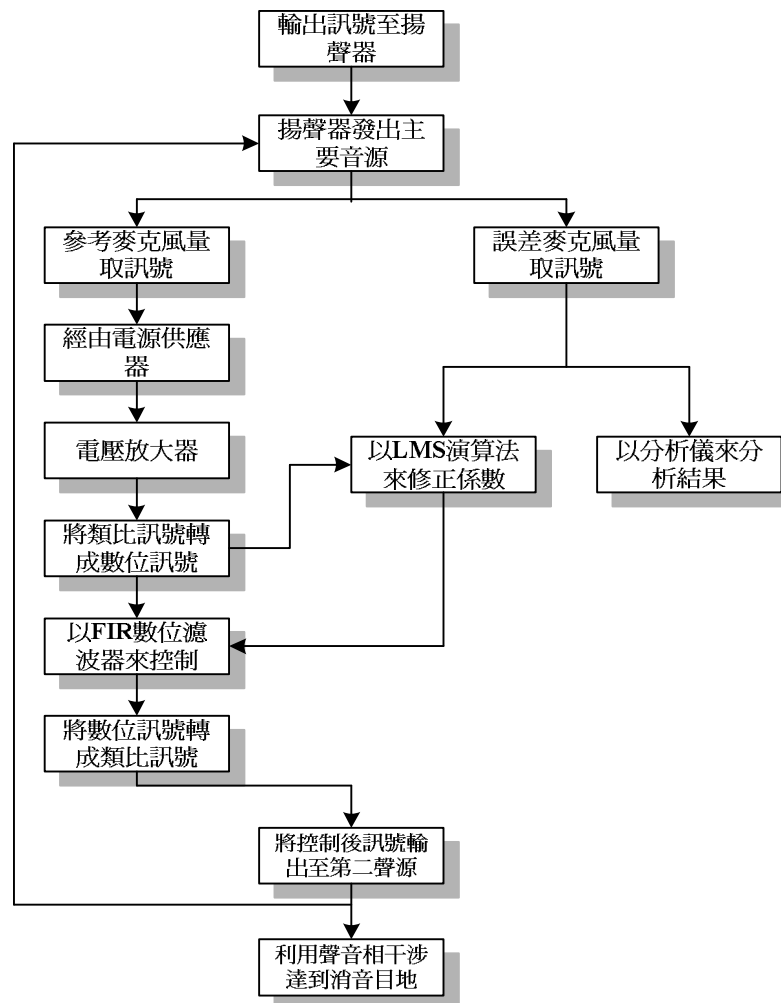 輸出訊號至揚
聲器
揚聲器發出主
要音源
參考麥克風量
取訊號
誤差麥克風量
取訊號
經由電源供應
器
電壓放大器
以LMS演算法
來修正係數
以分析儀來分
析結果
將類比訊號轉
成數位訊號
以FIR數位濾
波器來控制
將數位訊號轉
成類比訊號
將控制後訊號輸
出至第二聲源
利用聲音相干涉
達到消音目地